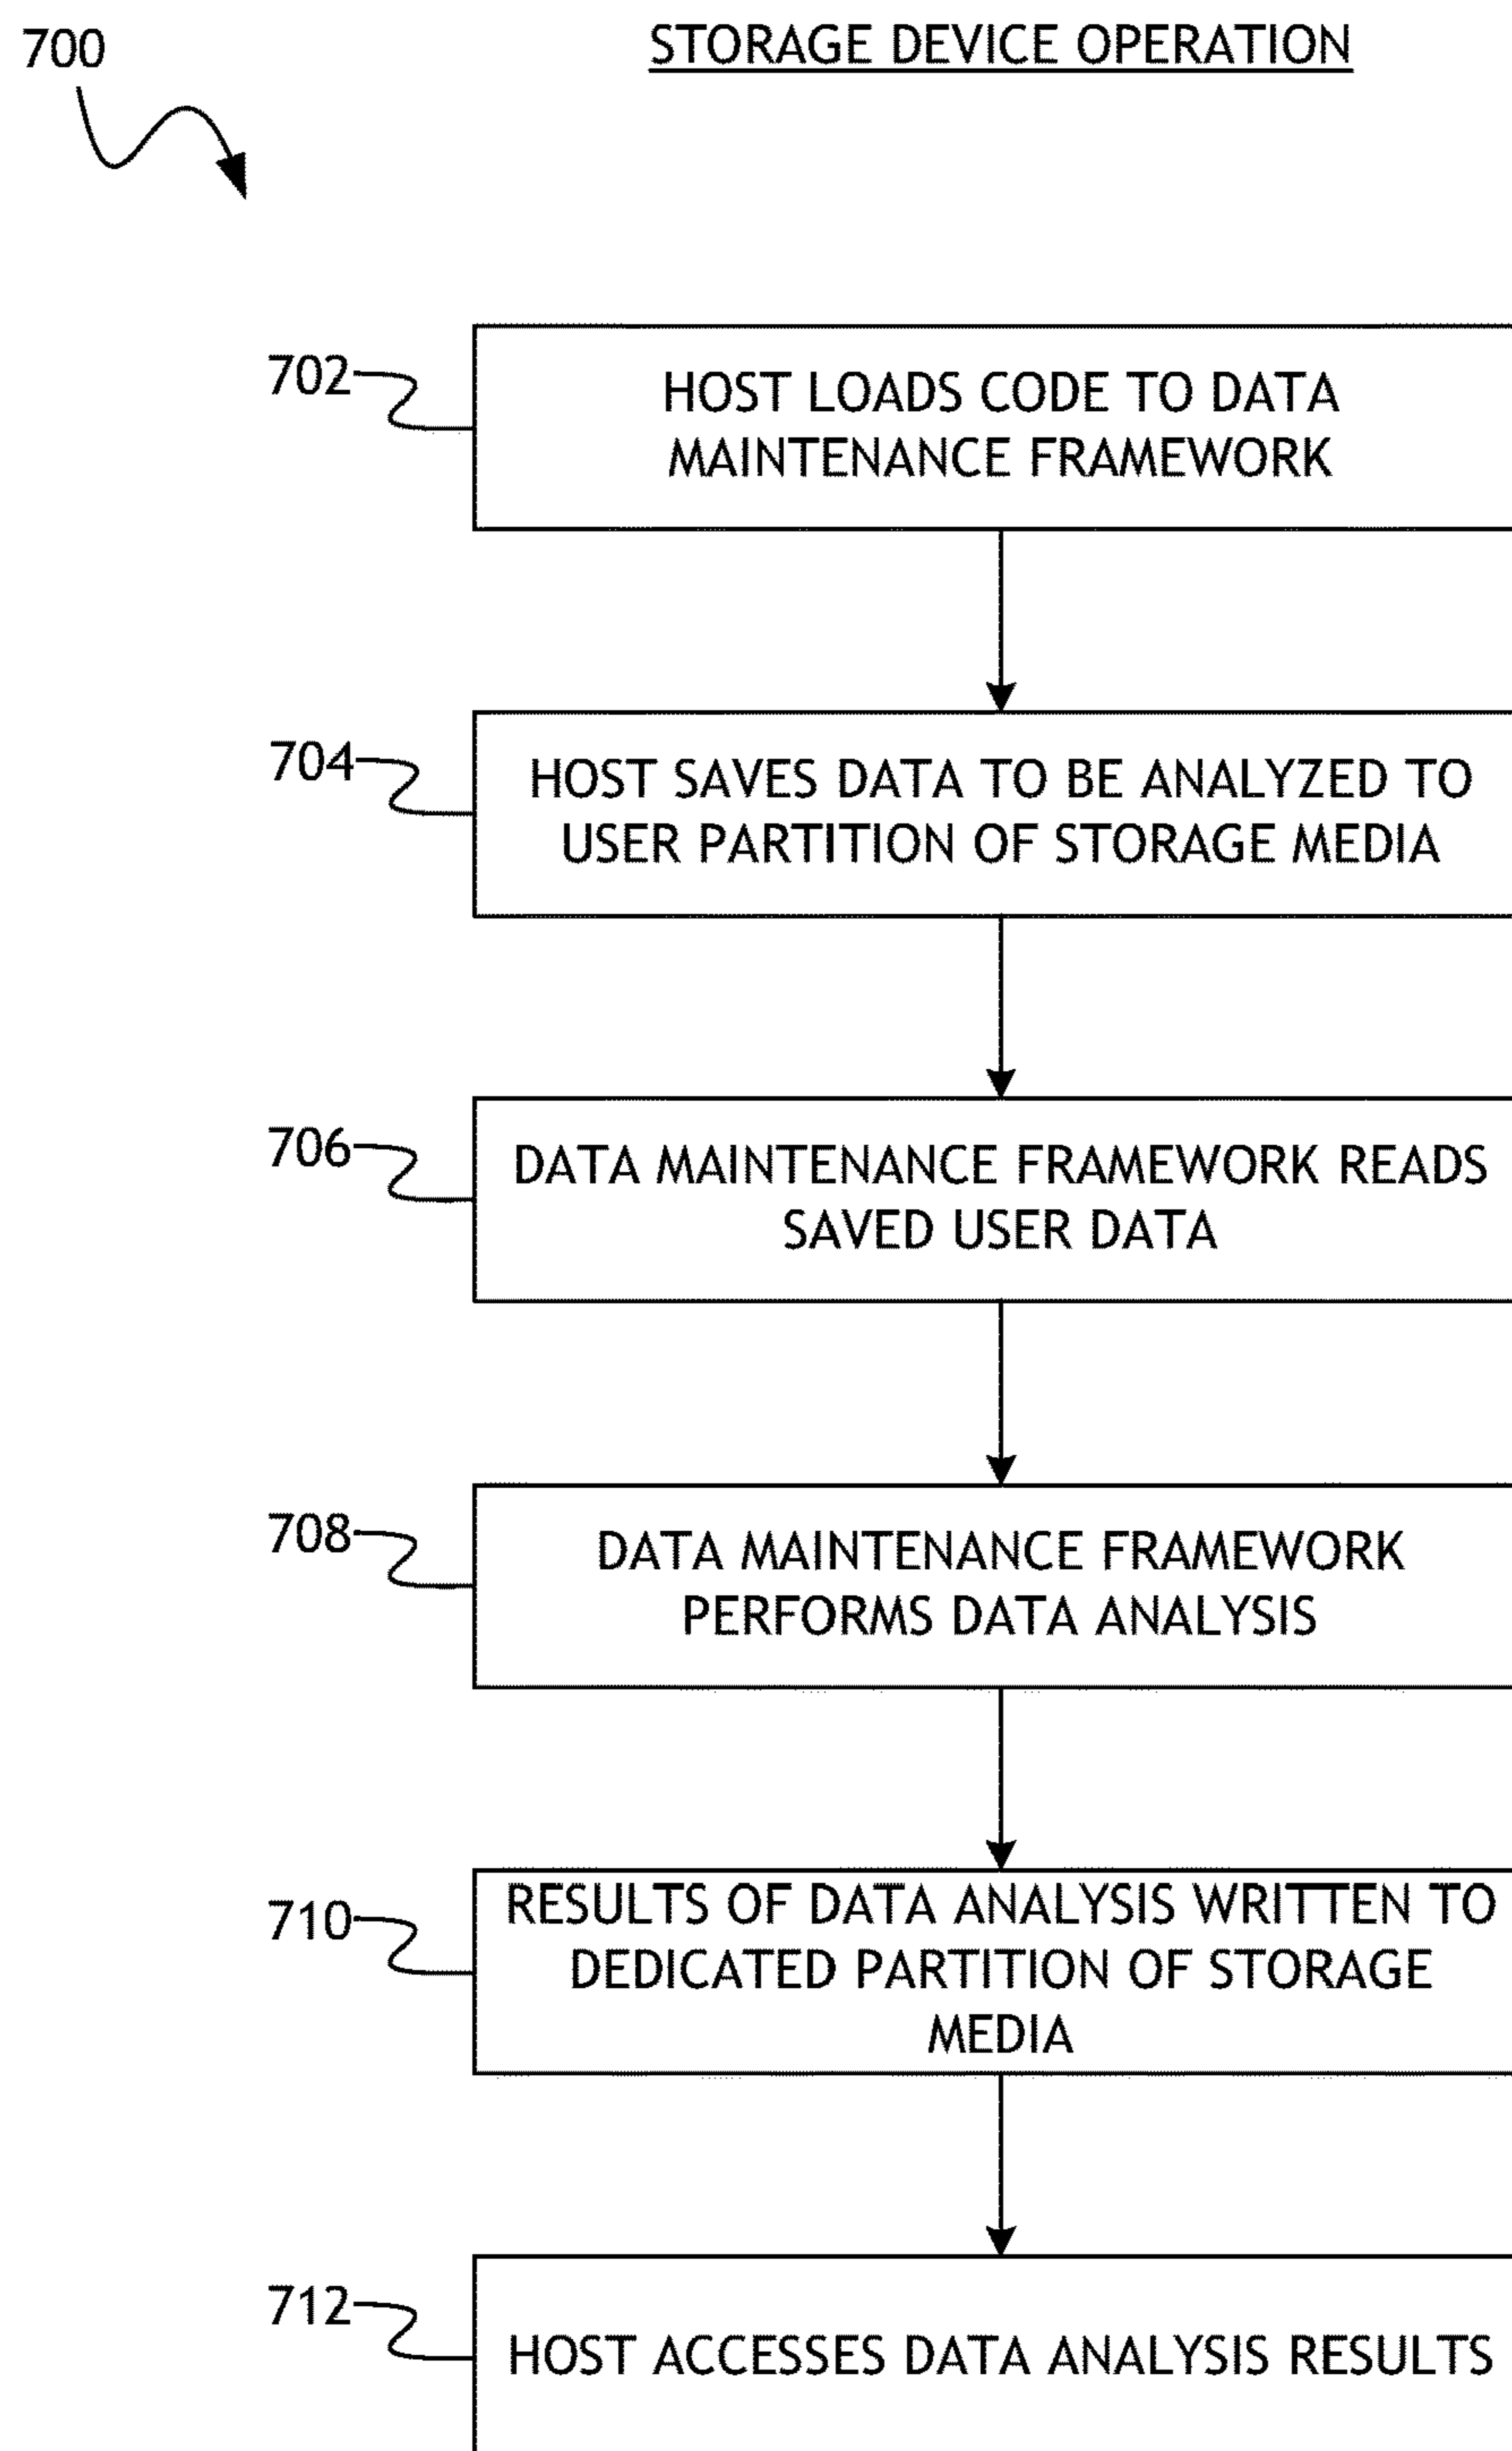 700
STORAGE DEVICE OPERATION
702
HOST LOADS CODE TO DATA
MAINTENANCE FRAMEWORK
704
HOST SAVES DATA TO BE ANALYZED TO
USER PARTITION OF STORAGE MEDIA
706
DATA MAINTENANCE FRAMEWORK READS
SAVED USER DATA
708
DATA MAINTENANCE FRAMEWORK
PERFORMS DATA ANALYSIS
710
RESULTS OF DATA ANALYSIS WRITTEN TO
DEDICATED PARTITION OF STORAGE
MEDIA
712
HOST ACCESSES DATA ANALYSIS RESULTS